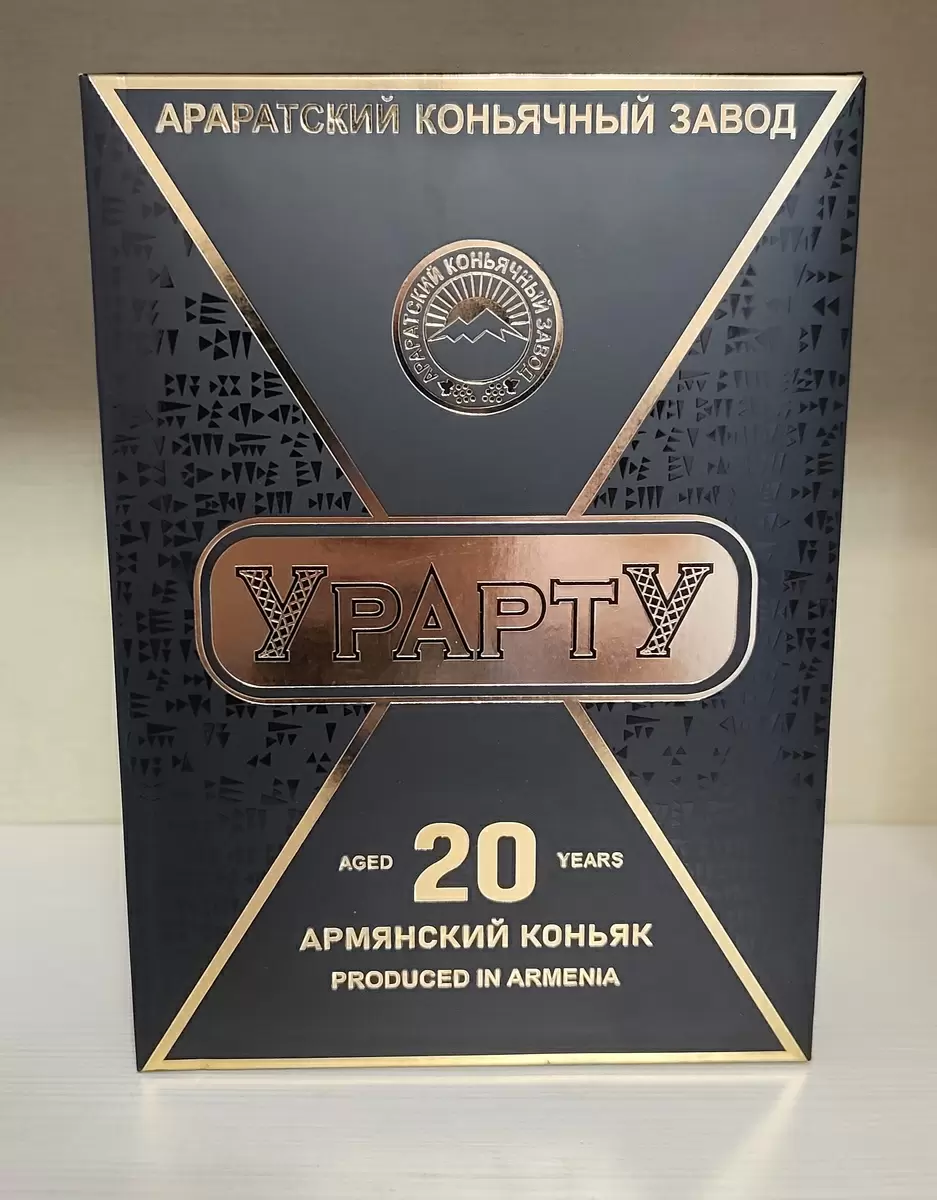 АРАРАТСКИЙ КОНЬЯЧНЫЙ ЗАВОД
АРАРАТСКИЙ КОНЬЯЧНЫЙ ЗАВОД
УРАРТУ
AGED 20 YEARS
АРМЯНСКИЙ КОНЬЯК
PRODUCED IN ARMENIA